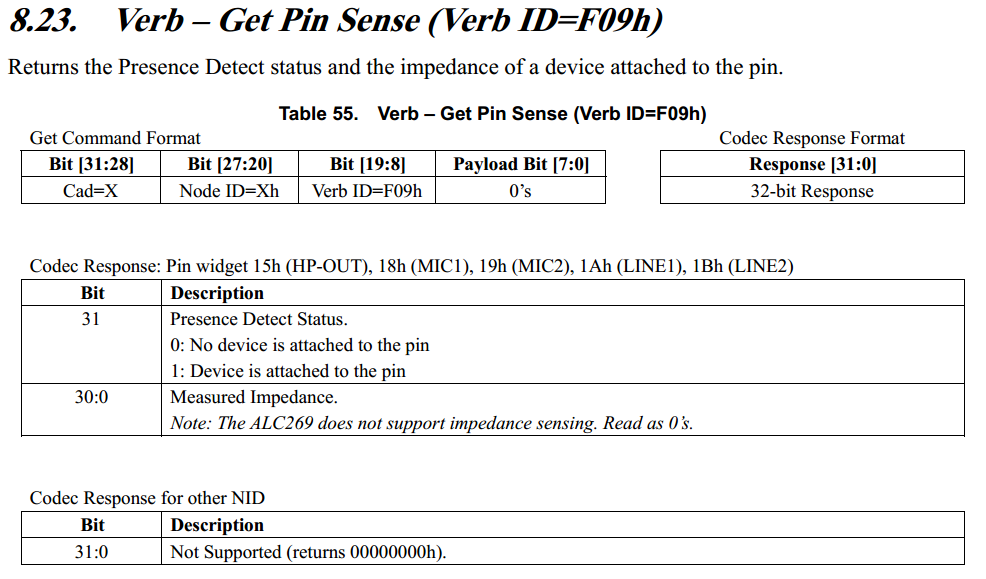 8.23. Verb – Get Pin Sense (Verb ID=F09h)
Returns the Presence Detect status and the impedance of a device attached to the pin.
Table 55. Verb – Get Pin Sense (Verb ID=F09h)
Get Command Format Codec Response Format
Bit [31:28] Bit [27:20] Bit [19:8] Payload Bit [7:0] Response [31:0]
Cad=X Node ID=Xh Verb ID=F09h 0’s 32-bit Response
Codec Response: Pin widget 15h (HP-OUT), 18h (MIC1), 19h (MIC2), 1Ah (LINE1), 1Bh (LINE2)
Bit Description
31 Presence Detect Status.
0: No device is attached to the pin
1: Device is attached to the pin
30:0 Measured Impedance.
Note: The ALC269 does not support impedance sensing. Read as 0’s.
Codec Response for other NID
Bit Description
31:0 Not Supported (returns 00000000h).